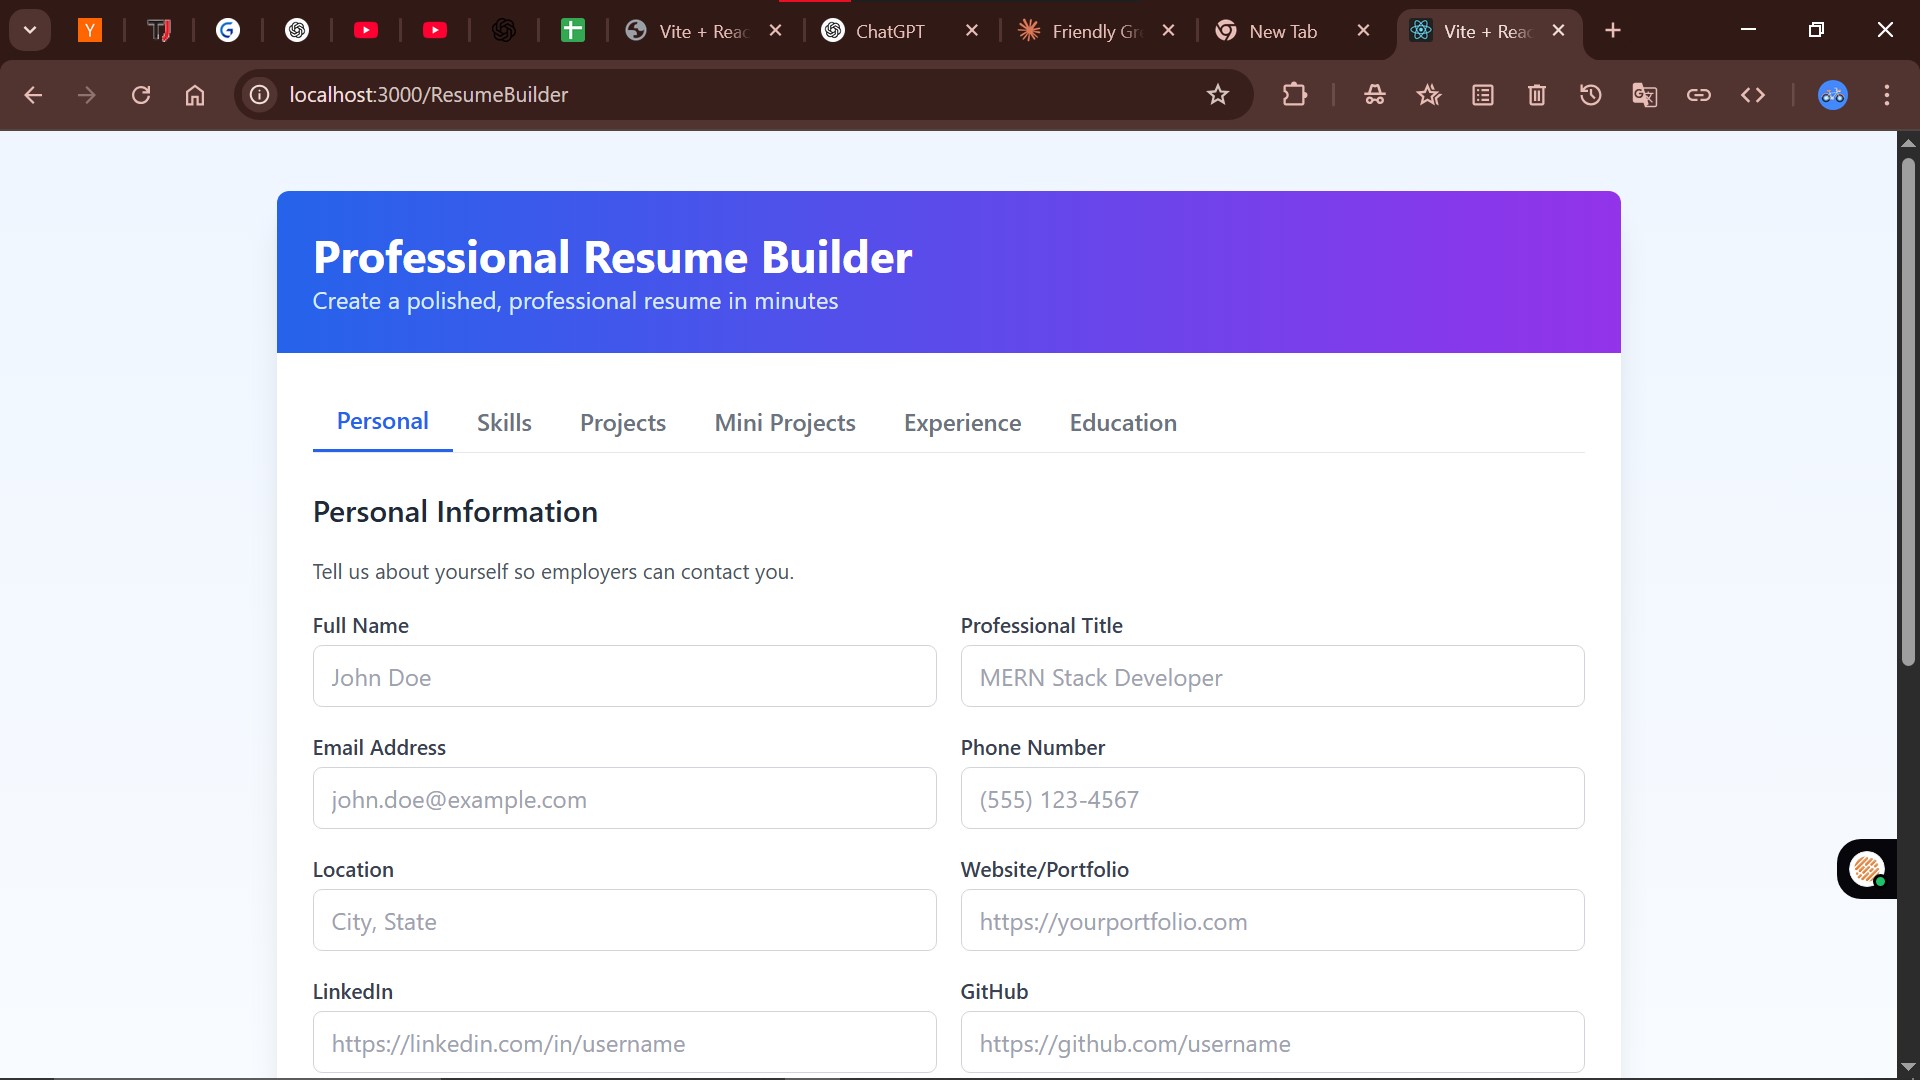 Y
TJ
Vite + Reac
ChatGPT
Friendly Gr
New Tab
Vite + Reac
localhost:3000/ResumeBuilder
Professional Resume Builder
Create a polished, professional resume in minutes
Personal Skills Projects Mini Projects Experience Education
Personal Information
Tell us about yourself so employers can contact you.
Full Name
John Doe
Professional Title
MERN Stack Developer
Email Address
john.doe@example.com
Phone Number
(555) 123-4567
Location
City, State
Website/Portfolio
https://yourportfolio.com
LinkedIn
https://linkedin.com/in/username
GitHub
https://github.com/username